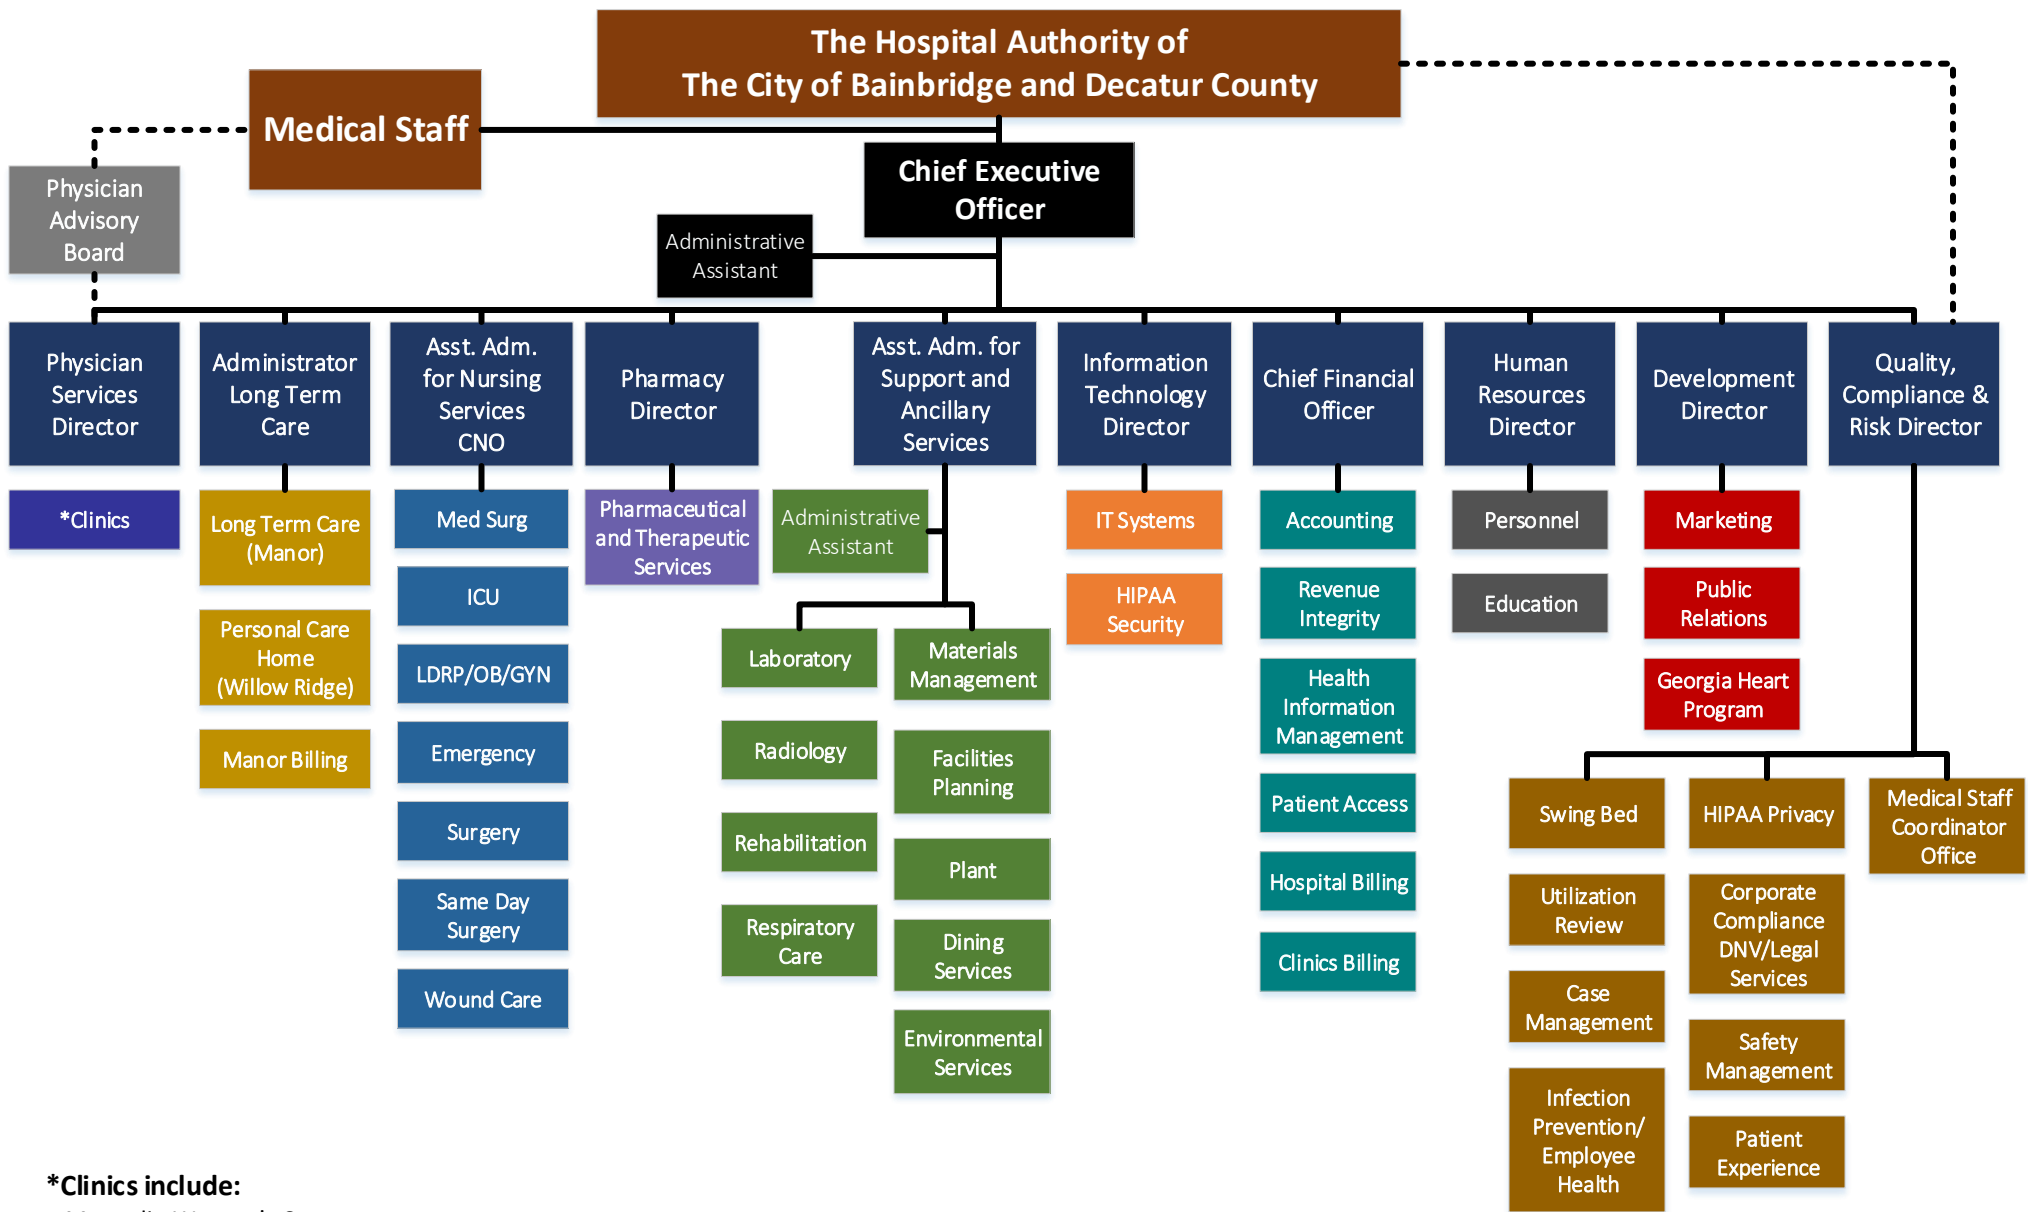 The Hospital Authority of
The City of Bainbridge and Decatur County
Medical Staff
Chief Executive
Officer
Physician
Advisory
Board
Administrative
Assistant
Physician
Services
Director
Administrator
Long Term
Care
Asst. Adm.
for Nursing
Services
CNO
Pharmacy
Director
Asst. Adm. for
Support and
Ancillary
Services
Information
Technology
Director
Chief Financial
Officer
Human
Resources
Director
Development
Director
Quality,
Compliance &
Risk Director
*Clinics
Long Term Care
(Manor)
Personal Care
Home
(Willow Ridge)
Manor Billing
Med Surg
ICU
LDRP/OB/GYN
Emergency
Surgery
Same Day
Surgery
Wound Care
Pharmaceutical
and Therapeutic
Services
Administrative
Assistant
Laboratory
Radiology
Rehabilitation
Respiratory
Care
Materials
Management
Facilities
Planning
Plant
Dining
Services
Environmental
Services
IT Systems
HIPAA
Security
Accounting
Revenue
Integrity
Health
Information
Management
Patient Access
Hospital Billing
Clinics Billing
Personnel
Education
Marketing
Public
Relations
Georgia Heart
Program
Swing Bed
Utilization
Review
Case
Management
Infection
Prevention/
Employee
Health
HIPAA Privacy
Corporate
Compliance
DNV/Legal
Services
Safety
Management
Patient
Experience
Medical Staff
Coordinator
Office
*Clinics include: